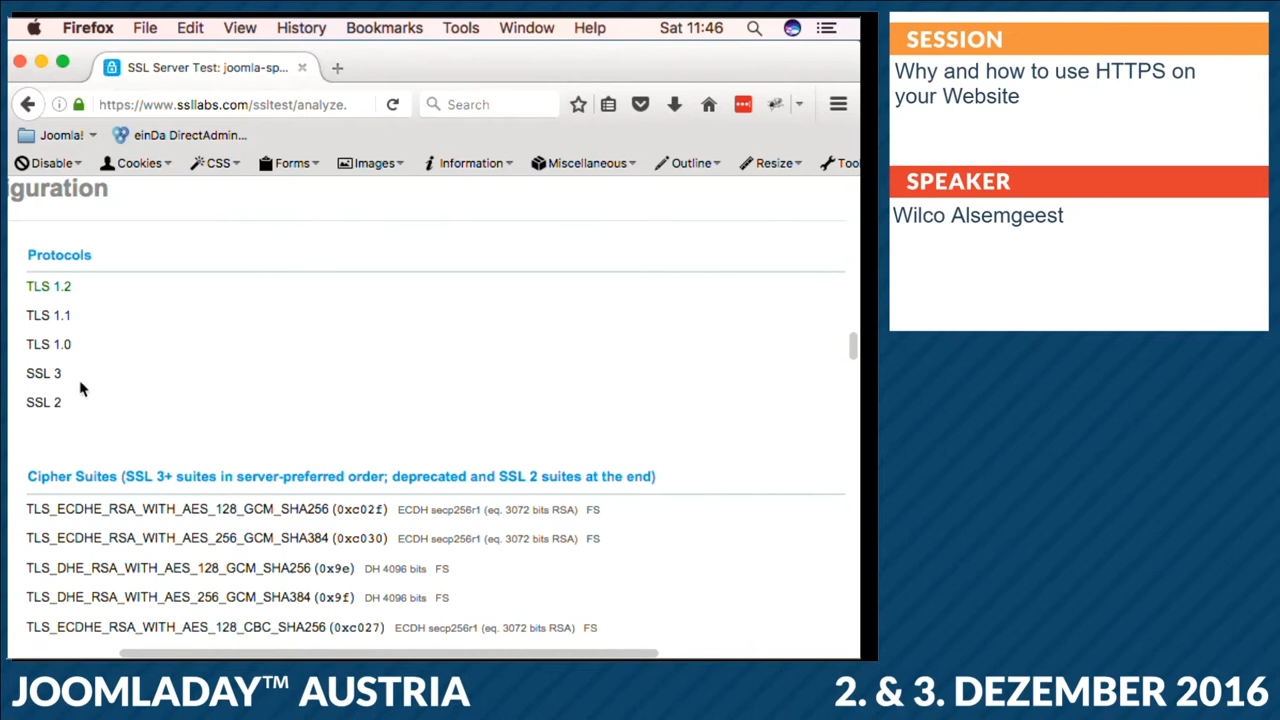 Firefox File Edit View History Bookmarks Tools Window Help Sat 11:46
SSL Server Test: joomla-sp...
https://www.ssllabs.com/ssltest/analyze. Search
Joomla! einDa DirectAdmin...
Disable Cookies CSS Forms Images Information Miscellaneous Outline Resize Too
iguration
Protocols
TLS 1.2
TLS 1.1
TLS 1.0
SSL 3
SSL 2
Cipher Suites (SSL 3+ suites in server-preferred order; deprecated and SSL 2 suites at the end)
TLS_ECDHE_RSA_WITH_AES_128_GCM_SHA256 (0xc02f) ECDH secp256r1 (eq. 3072 bits RSA) FS
TLS_ECDHE_RSA_WITH_AES_256_GCM_SHA384 (0xc030) ECDH secp256r1 (eq. 3072 bits RSA) FS
TLS_DHE_RSA_WITH_AES_128_GCM_SHA256 (0x9e) DH 4096 bits FS
TLS_DHE_RSA_WITH_AES_256_GCM_SHA384 (0x9f) DH 4096 bits FS
TLS_ECDHE_RSA_WITH_AES_128_CBC_SHA256 (0xc027) ECDH secp256r1 (eq. 3072 bits RSA) FS
SESSION
Why and how to use HTTPS on
your Website
SPEAKER
Wilco Alsemgeest
JOOMLADAY™ AUSTRIA
2. & 3. DEZEMBER 2016